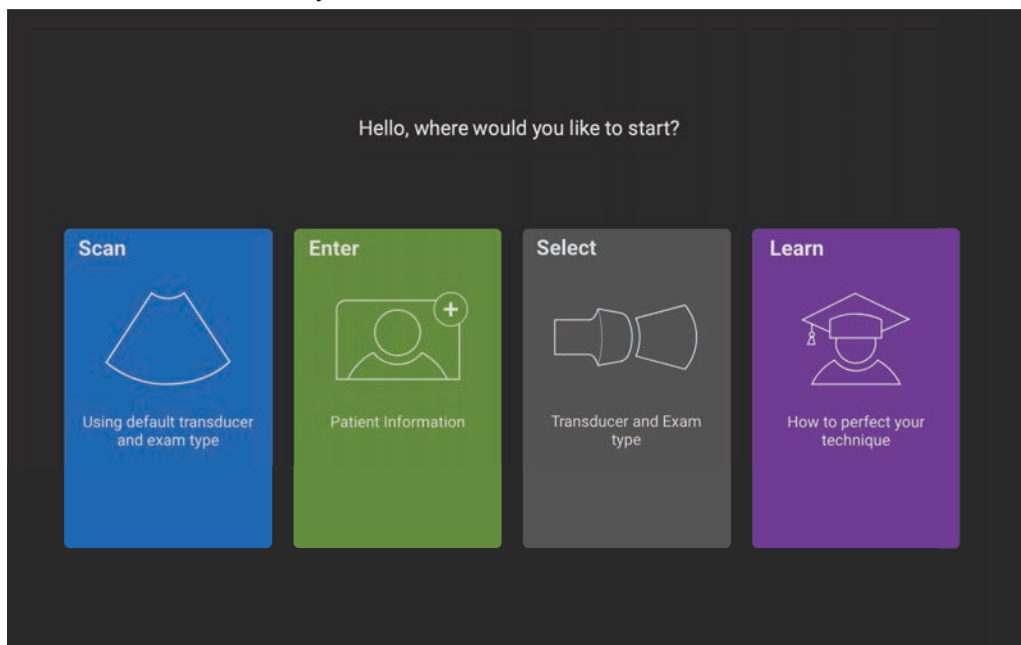 Hello, where would you like to start?
Scan
Using default transducer
and exam type
Enter
Patient Information
Select
Transducer and Exam
type
Learn
How to perfect your
technique